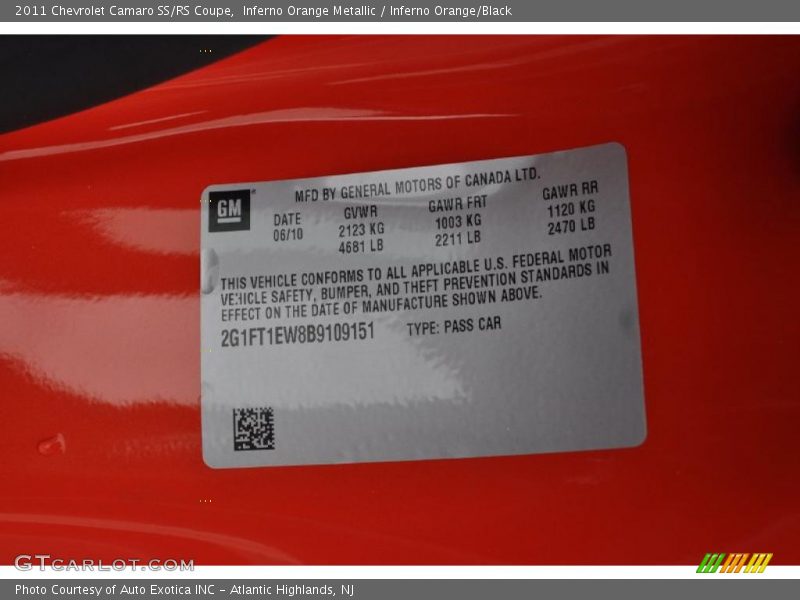 2011 Chevrolet Camaro SS/RS Coupe,  Inferno Orange Metallic / Inferno Orange/Black
GM
MFD BY GENERAL MOTORS OF CANADA LTD.
DATE GVWR GAWR FRT GAWR RR
06/10 2123 KG 1003 KG 1120 KG
4681 LB 2211 LB 2470 LB
THIS VEHICLE CONFORMS TO ALL APPLICABLE U.S. FEDERAL MOTOR
VEHICLE SAFETY, BUMPER, AND THEFT PREVENTION STANDARDS IN
EFFECT ON THE DATE OF MANUFACTURE SHOWN ABOVE.
2G1FT1EW8B9109151 TYPE: PASS CAR
GTCARLOT.COM
Photo Courtesy of Auto Exotica INC - Atlantic Highlands, NJ